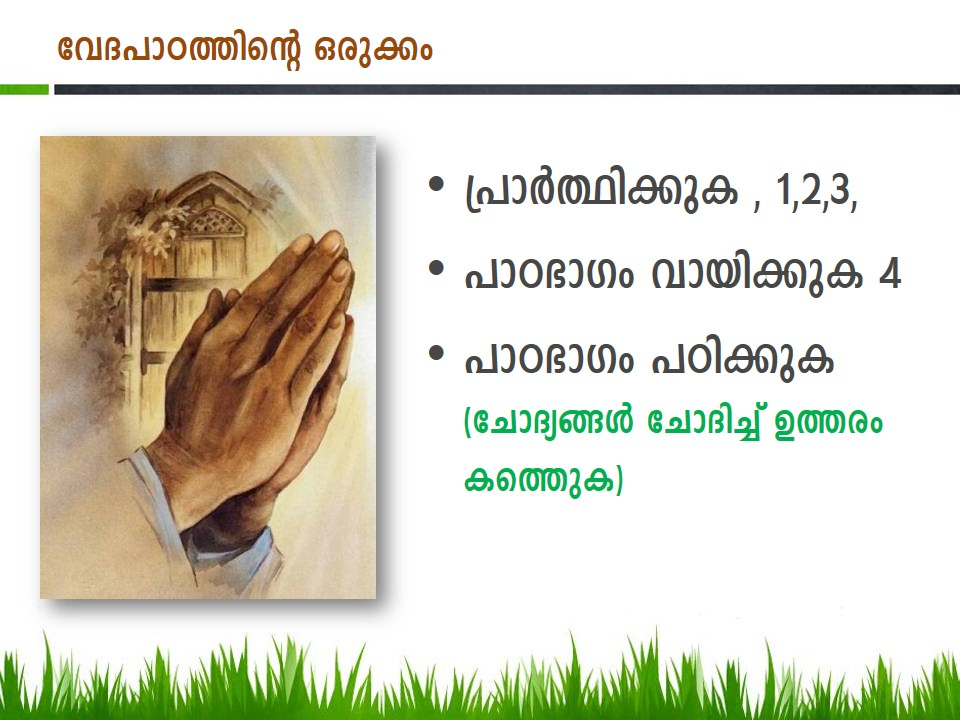 വേദപാഠത്തിന്റെ ഒരുക്കം
• പ്രാർത്ഥിക്കുക , 1,2,3,
• പാഠഭാഗം വായിക്കുക 4
• പാഠഭാഗം പഠിക്കുക
(ചോദ്യങ്ങൾ ചോദിച്ച് ഉത്തരം
കത്തെുക)